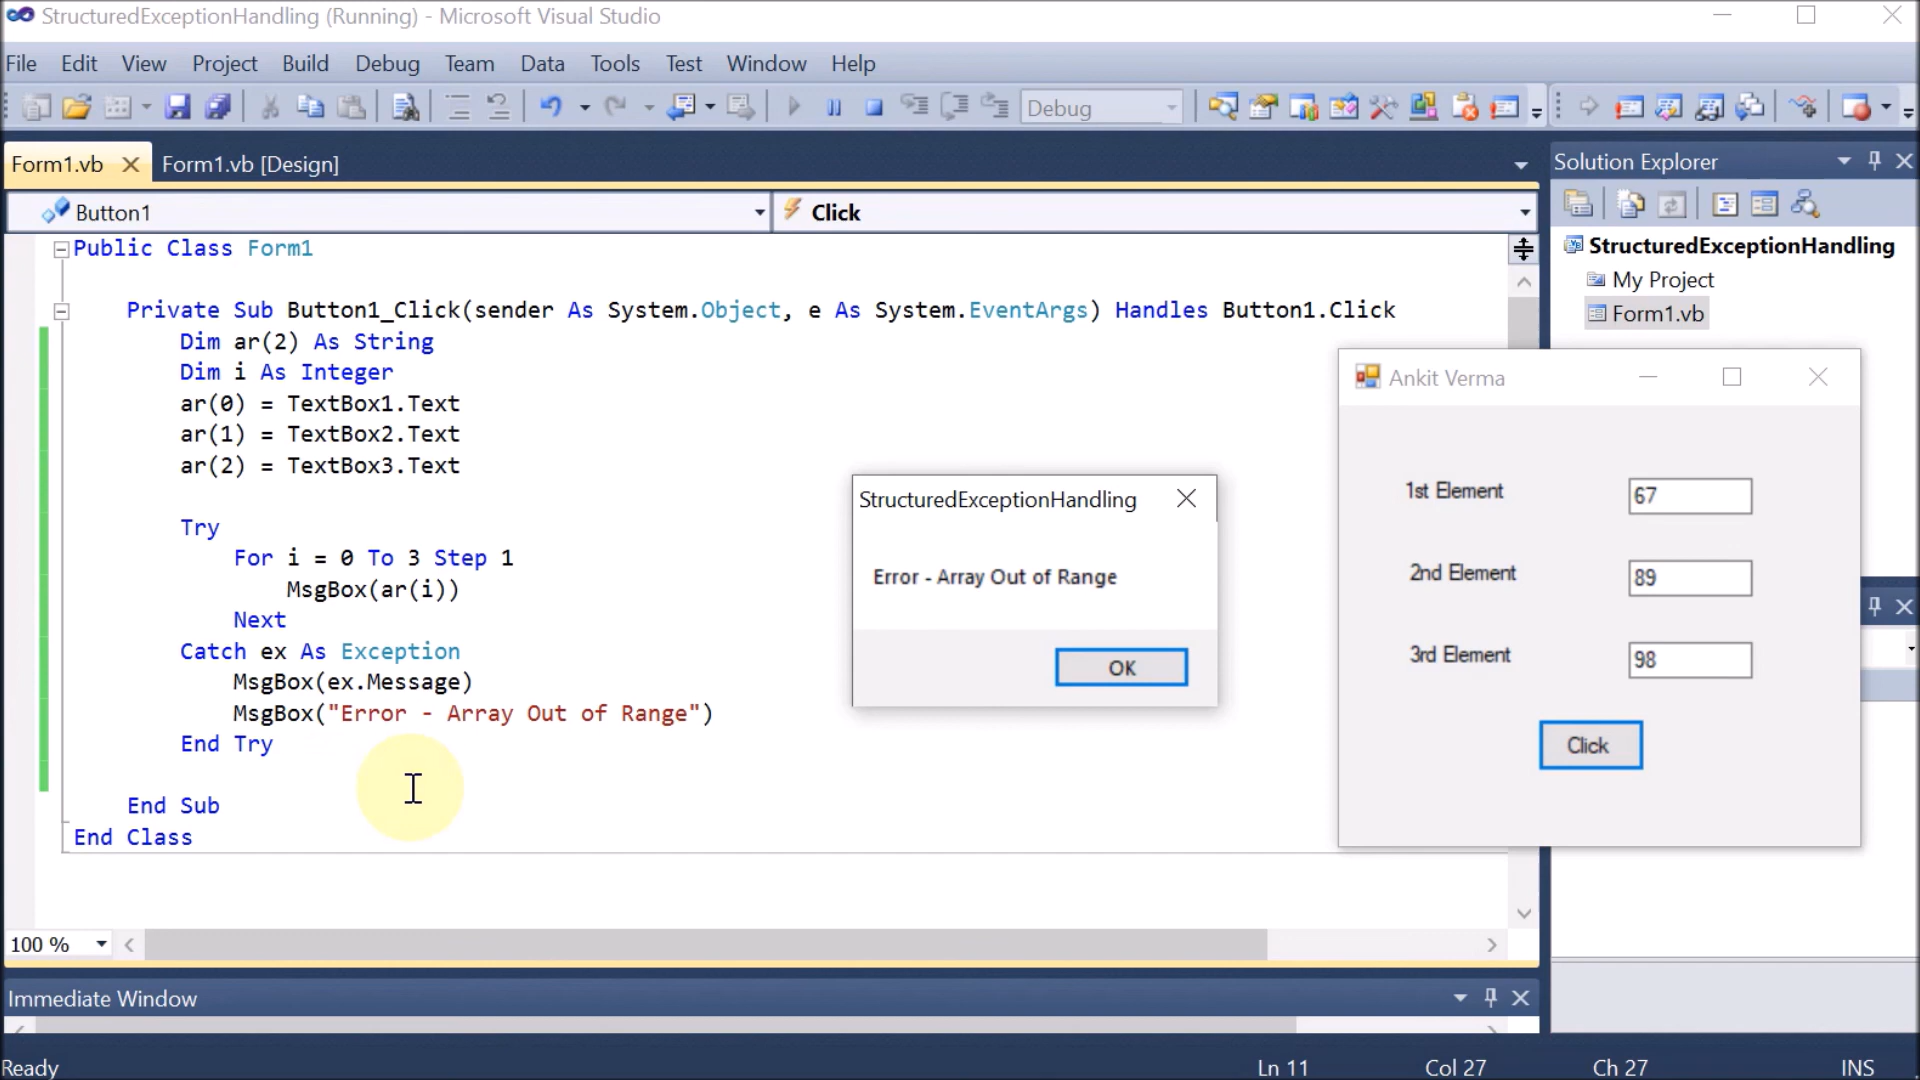 StructuredExceptionHandling (Running) - Microsoft Visual Studio
File Edit View Project Build Debug Team Data Tools Test Window Help
Debug
Form1.vb Form1.vb [Design]
Button1 Click
Public Class Form1
Private Sub Button1_Click(sender As System.Object, e As System.EventArgs) Handles Button1.Click
Dim ar(2) As String
Dim i As Integer
ar(0) = TextBox1.Text
ar(1) = TextBox2.Text
ar(2) = TextBox3.Text
Try
For i = 0 To 3 Step 1
MsgBox(ar(i))
Next
Catch ex As Exception
MsgBox(ex.Message)
MsgBox("Error - Array Out of Range")
End Try
End Sub
End Class
100 %
Immediate Window
Ready Ln 11 Col 27 Ch 27 INS
StructuredExceptionHandling
Error - Array Out of Range
OK
Solution Explorer
StructuredExceptionHandling
My Project
Form1.vb
Ankit Verma
1st Element 67
2nd Element 89
3rd Element 98
Click